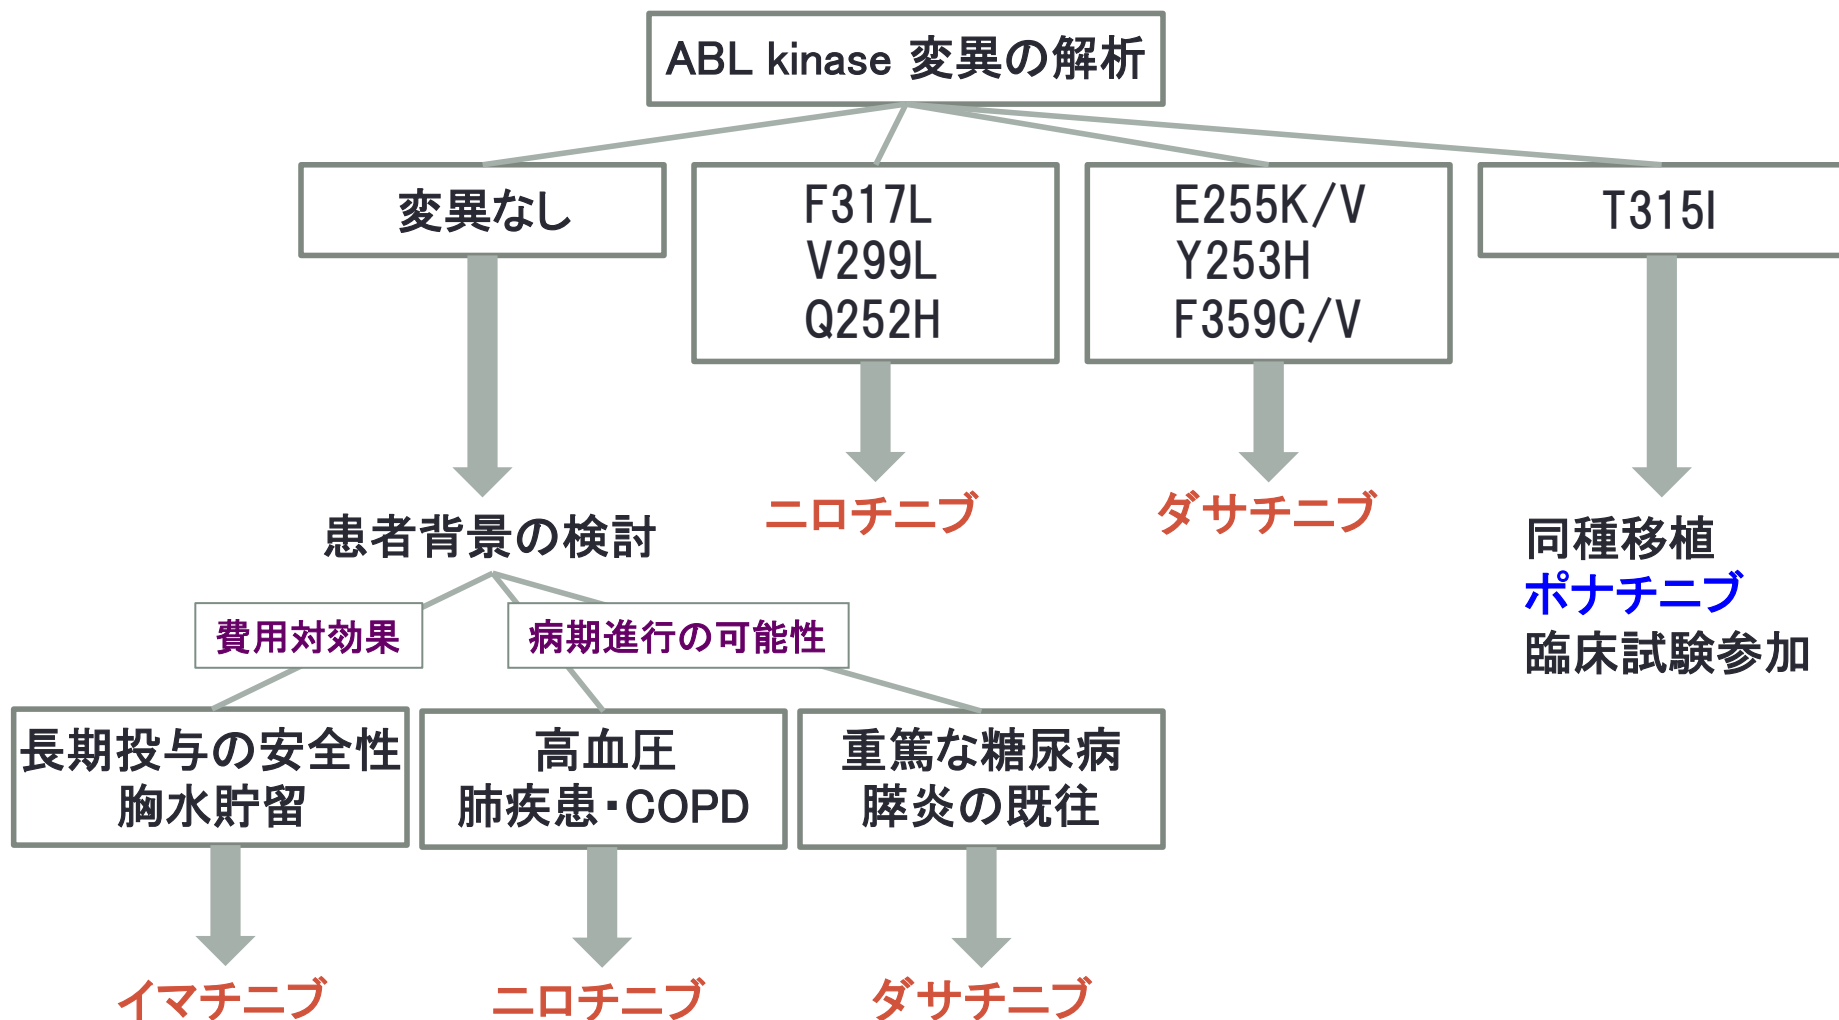 ABL kinase 変異の解析
変異なし
F317L
V299L
Q252H
E255K/V
Y253H
F359C/V
T315I
ニロチニブ
ダサチニブ
患者背景の検討
同種移植
ポナチニブ
臨床試験参加
費用対効果
病期進行の可能性
長期投与の安全性
胸水貯留
高血圧
肺疾患・COPD
重篤な糖尿病
膵炎の既往
イマチニブ
ニロチニブ
ダサチニブ